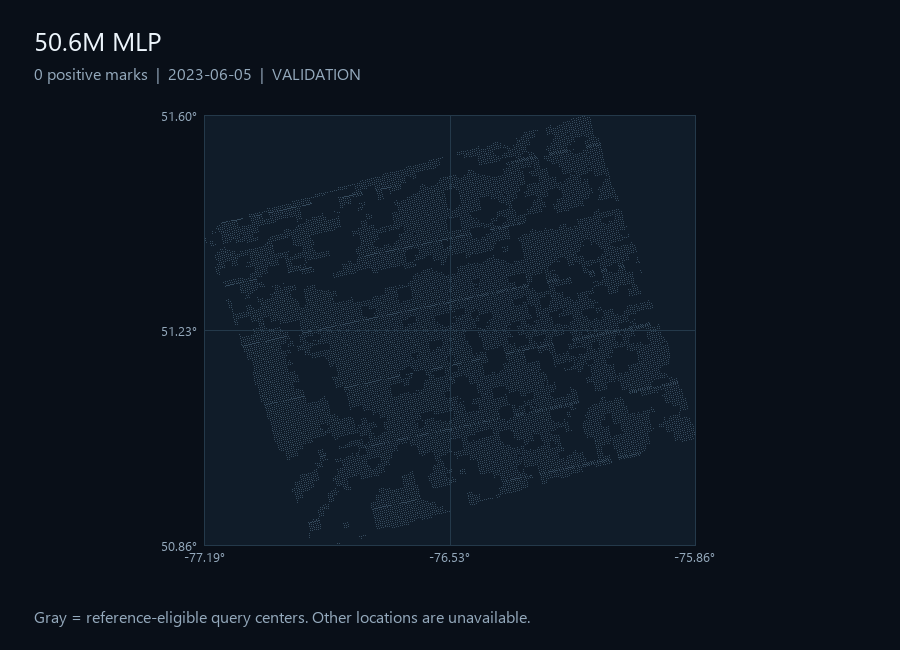 50.6M MLP
0 positive marks | 2023-06-05 | VALIDATION
51.60°
51.23°
50.86°
-77.19°
-76.53°
-75.86°
Gray = reference-eligible query centers. Other locations are unavailable.